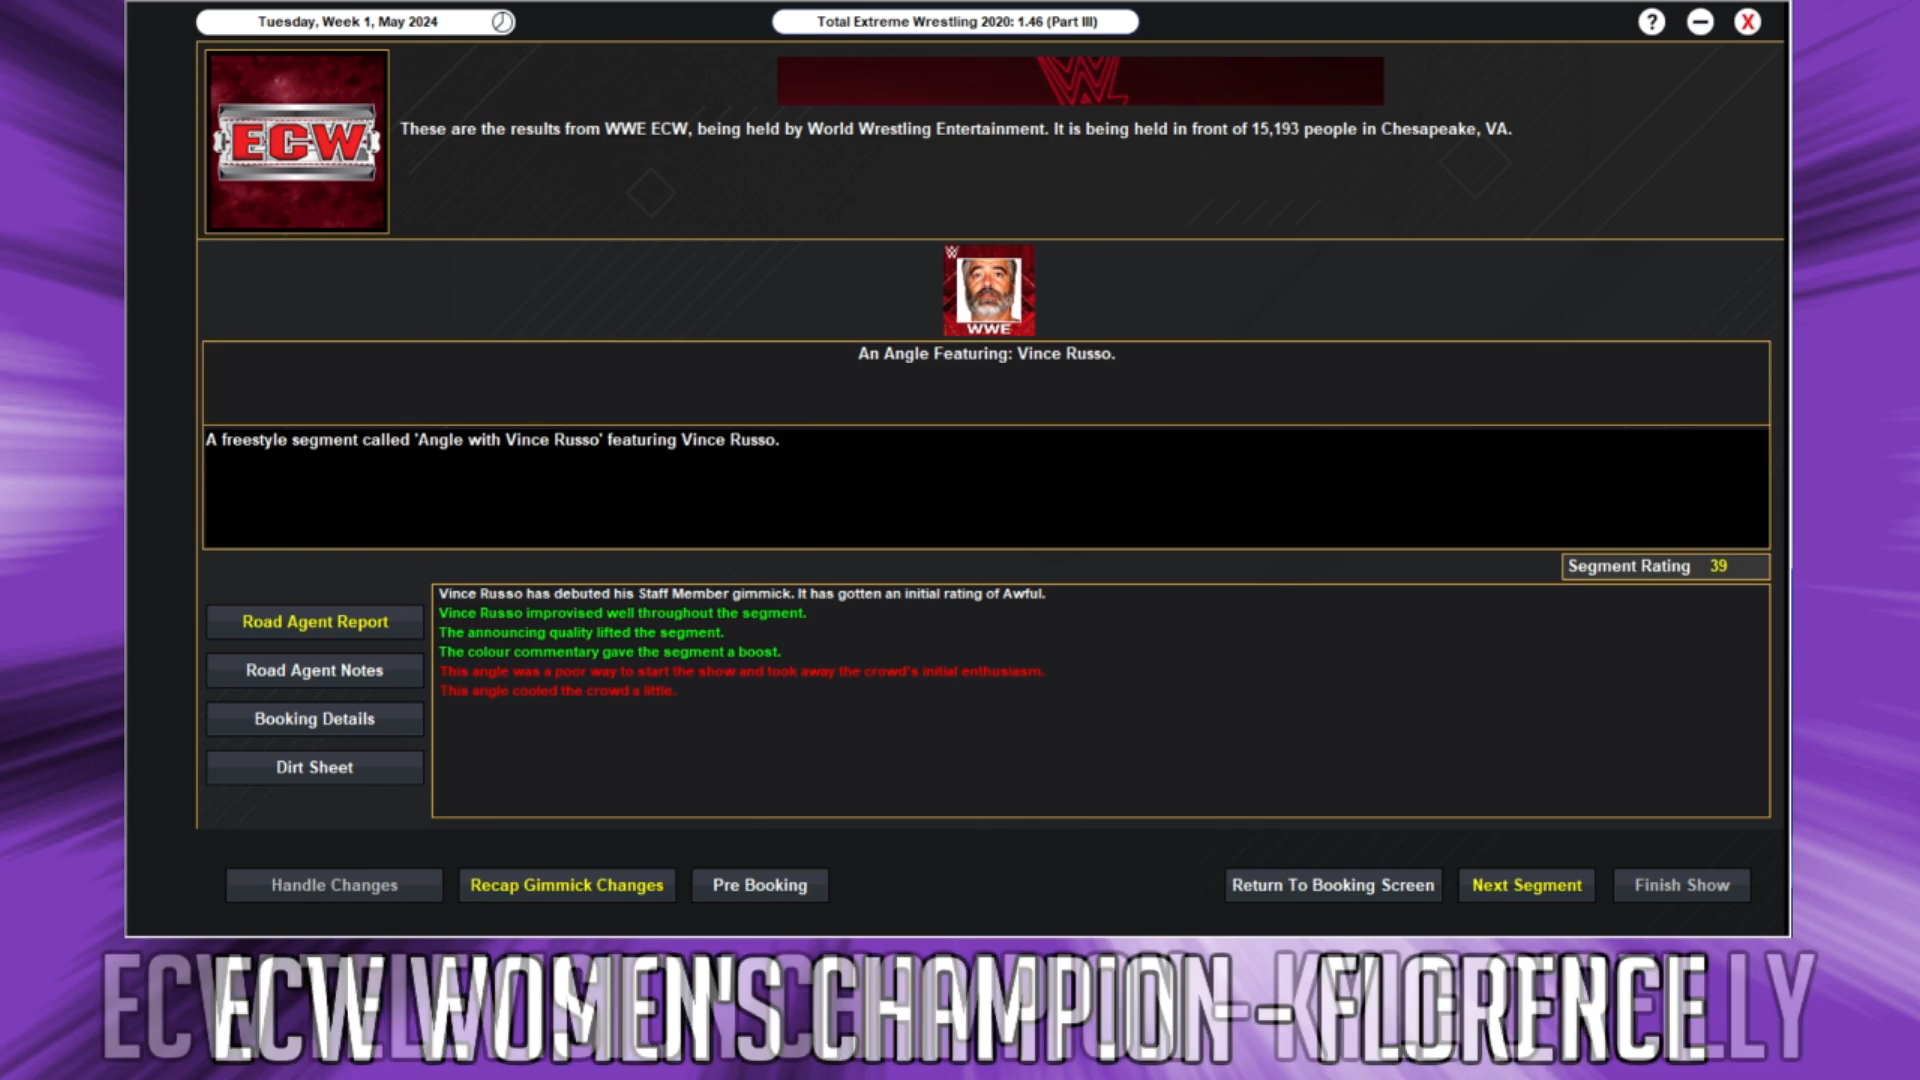 Tuesday, Week 1, May 2024
Total Extreme Wrestling 2020: 1.46 (Part III)
?
X
ECW
These are the results from WWE ECW, being held by World Wrestling Entertainment. It is being held in front of 15,193 people in Chesapeake, VA.
WWE
An Angle Featuring: Vince Russo.
A freestyle segment called 'Angle with Vince Russo' featuring Vince Russo.
Segment Rating 39
Road Agent Report
Road Agent Notes
Booking Details
Dirt Sheet
Vince Russo has debuted his Staff Member gimmick. It has gotten an initial rating of Awful.
Vince Russo improvised well throughout the segment.
The announcing quality lifted the segment.
The colour commentary gave the segment a boost.
This angle was a poor way to start the show and took away the crowd's initial enthusiasm.
This angle cooled the crowd a little.
Handle Changes
Recap Gimmick Changes
Pre Booking
Return To Booking Screen
Next Segment
Finish Show
ECW WOMEN'S CHAMPION - FLORENCE